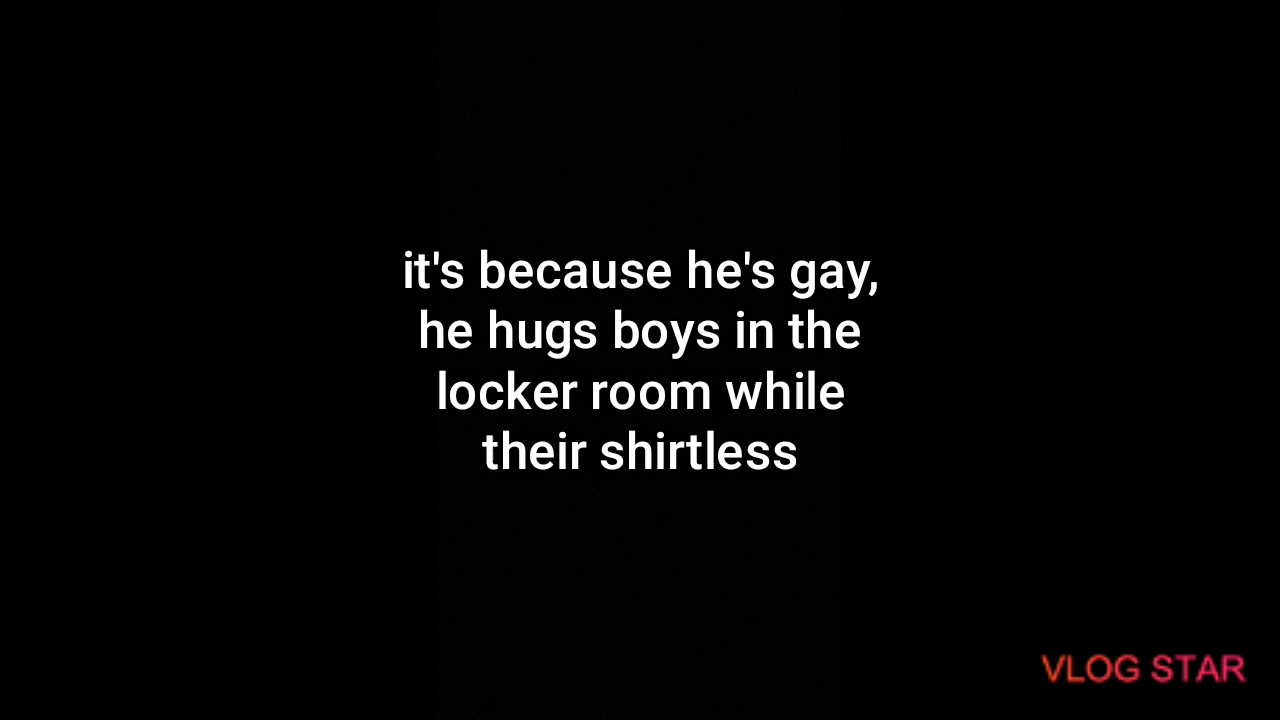 it's because he's gay,
he hugs boys in the
locker room while
their shirtless
VLOG STAR